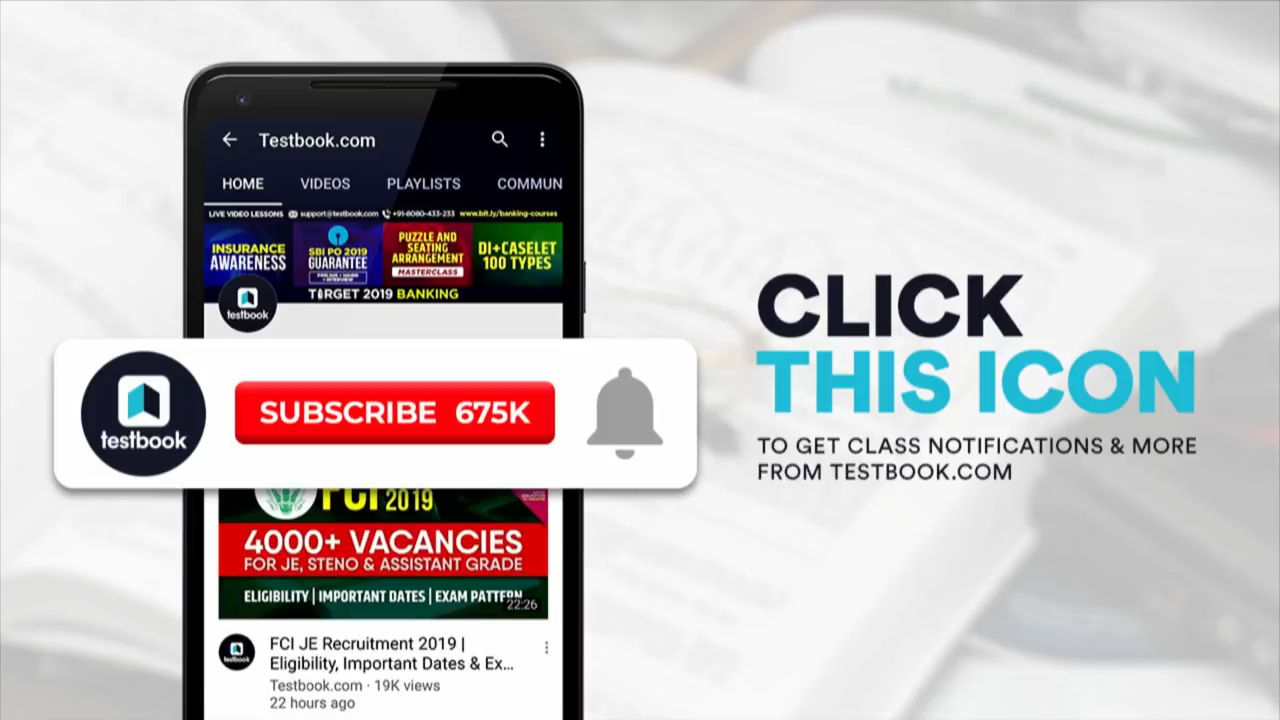 Testbook.com
HOME VIDEOS PLAYLISTS COMMUN
LIVE VIDEO LESSONS support@testbook.com +91-8080-433-233 www.bit.ly/banking-courses
INSURANCE
AWARENESS
SBI PO 2019
GUARANTEE
PRELIMS + MAINS
+ INTERVIEW
PUZZLE AND
SEATING
ARRANGEMENT
MASTERCLASS
DI+CASELET
100 TYPES
TARGET 2019 BANKING
testbook
testbook
SUBSCRIBE 675K
CLICK
THIS ICON
TO GET CLASS NOTIFICATIONS & MORE
FROM TESTBOOK.COM
FCI 2019
4000+ VACANCIES
FOR JE, STENO & ASSISTANT GRADE
ELIGIBILITY | IMPORTANT DATES | EXAM PATTERN
22:26
testbook
FCI JE Recruitment 2019 |
Eligibility, Important Dates & Ex...
Testbook.com · 19K views
22 hours ago